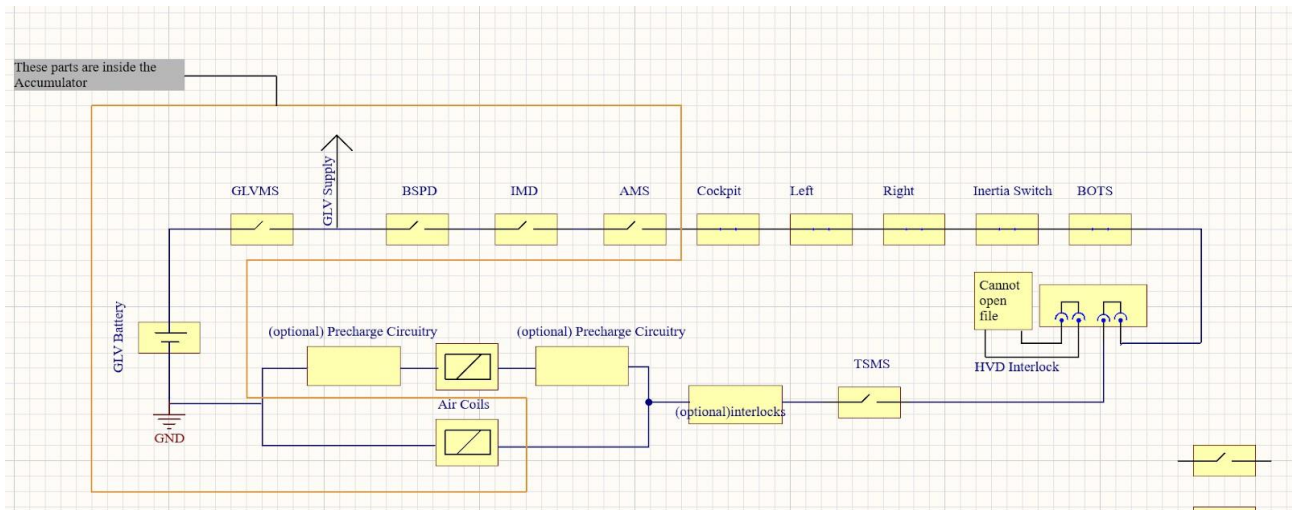 These parts are inside the
Accumulator
GLV Supply
GLVMS
BSPD
IMD
AMS
Cockpit
Left
Right
Inertia Switch
BOTS
Cannot
open
file
HVD Interlock
GLV Battery
(optional) Precharge Circuitry
(optional) Precharge Circuitry
TSMS
Air Coils
(optional)interlocks
GND